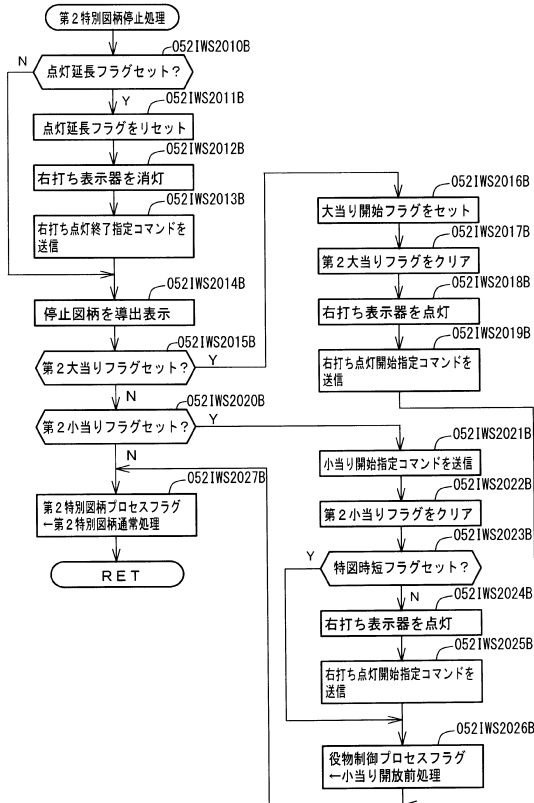 第２特別図柄停止処理
052IWS2010B
点灯延長フラグセット？
N
Y
052IWS2011B
点灯延長フラグをリセット
052IWS2012B
右打ち表示器を消灯
052IWS2013B
右打ち点灯終了指定コマンドを
送信
052IWS2014B
停止図柄を導出表示
052IWS2015B
第２大当りフラグセット？
Y
N
052IWS2020B
第２小当りフラグセット？
Y
N
052IWS2027B
第２特別図柄プロセスフラグ
←第２特別図柄通常処理
RET
052IWS2016B
大当り開始フラグをセット
052IWS2017B
第２大当りフラグをクリア
052IWS2018B
右打ち表示器を点灯
052IWS2019B
右打ち点灯開始指定コマンドを
送信
052IWS2021B
小当り開始指定コマンドを送信
052IWS2022B
第２小当りフラグをクリア
052IWS2023B
特図時短フラグセット？
Y
N
052IWS2024B
右打ち表示器を点灯
052IWS2025B
右打ち点灯開始指定コマンドを
送信
052IWS2026B
役物制御プロセスフラグ
←小当り開放前処理